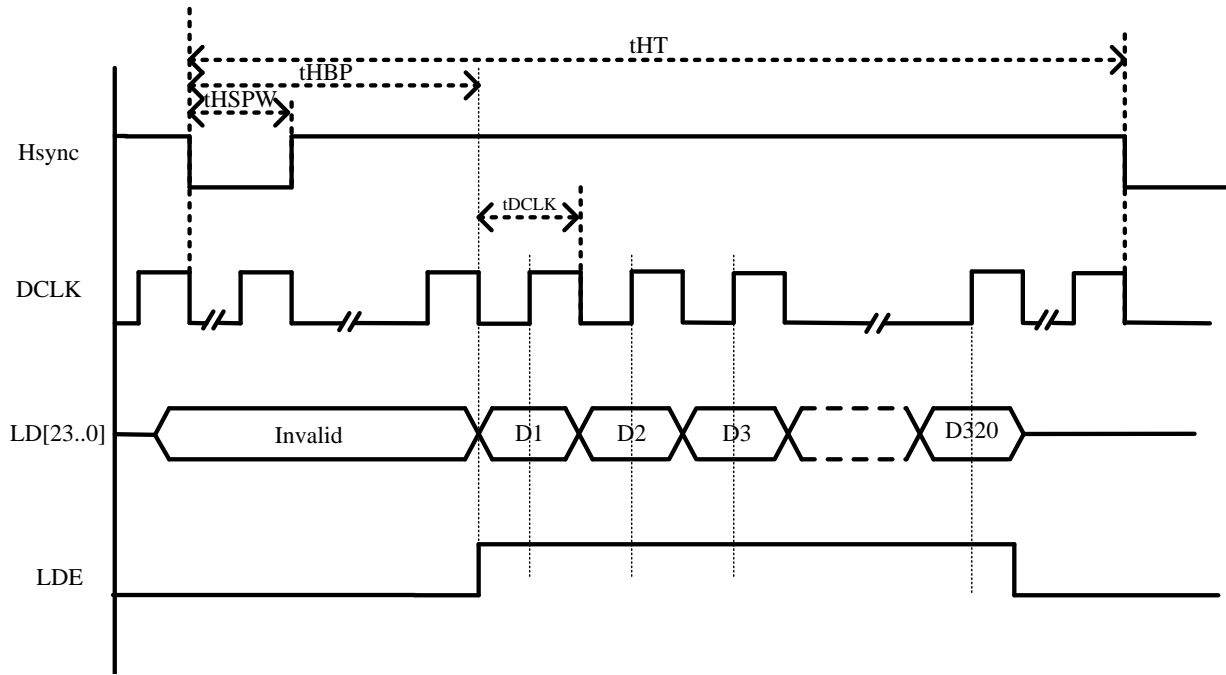 tHT
tHBP
tHSPW
Hsync
tDCLK
DCLK
LD[23..0]
Invalid
D1
D2
D3
D320
LDE